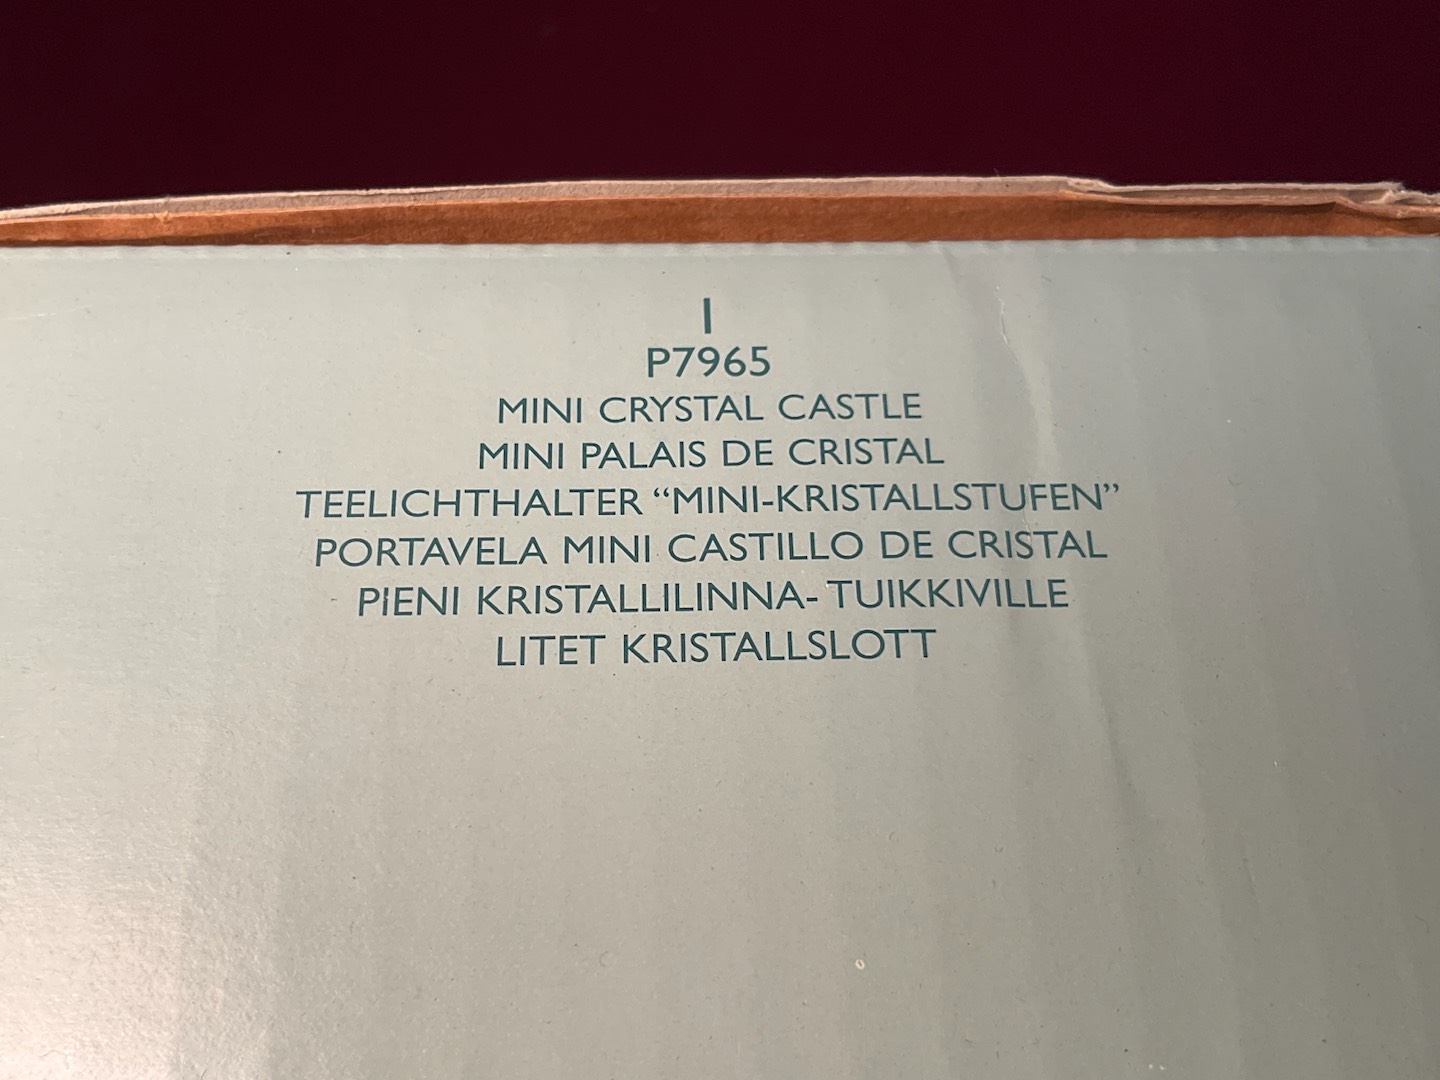 1
P7965
MINI CRYSTAL CASTLE
MINI PALAIS DE CRISTAL
TEELICHTHALTER “MINI-KRISTALLSTUFEN”
PORTAVELA MINI CASTILLO DE CRISTAL
PIENI KRISTALLILINNA- TUIKKIVILLE
LITET KRISTALLSLOTT